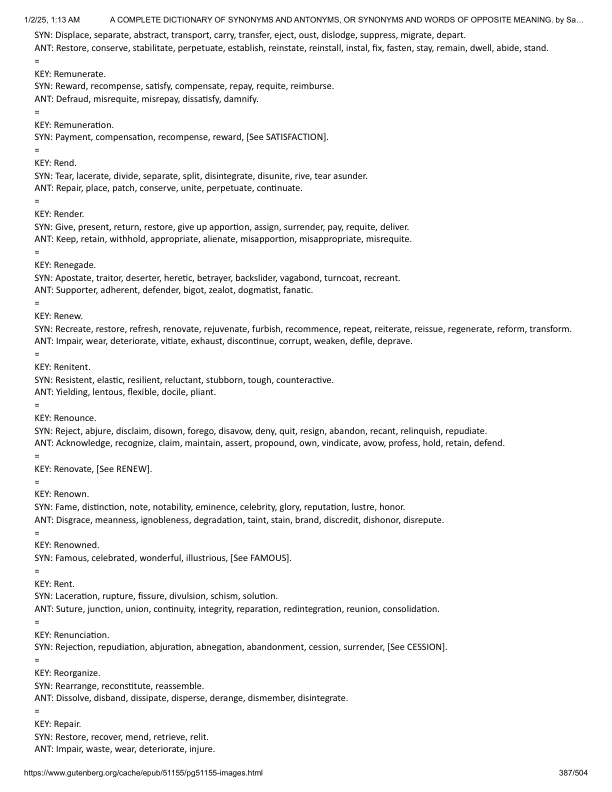 1/2/25, 1:13 AM A COMPLETE DICTIONARY OF SYNONYMS AND ANTONYMS, OR SYNONYMS AND WORDS OF OPPOSITE MEANING. by Sa…
SYN: Displace, separate, abstract, transport, carry, transfer, eject, oust, dislodge, suppress, migrate, depart.
ANT: Restore, conserve, stabilitate, perpetuate, establish, reinstate, reinstall, instal, fix, fasten, stay, remain, dwell, abide, stand.
=
KEY: Remunerate.
SYN: Reward, recompense, satisfy, compensate, repay, requite, reimburse.
ANT: Defraud, misrequite, misrepay, dissatisfy, damnify.
=
KEY: Remuneration.
SYN: Payment, compensation, recompense, reward, [See SATISFACTION].
=
KEY: Rend.
SYN: Tear, lacerate, divide, separate, split, disintegrate, disunite, rive, tear asunder.
ANT: Repair, place, patch, conserve, unite, perpetuate, continuate.
=
KEY: Render.
SYN: Give, present, return, restore, give up apportion, assign, surrender, pay, requite, deliver.
ANT: Keep, retain, withhold, appropriate, alienate, misapportion, misappropriate, misrequite.
=
KEY: Renegade.
SYN: Apostate, traitor, deserter, heretic, betrayer, backslider, vagabond, turncoat, recreant.
ANT: Supporter, adherent, defender, bigot, zealot, dogmatist, fanatic.
=
KEY: Renew.
SYN: Recreate, restore, refresh, renovate, rejuvenate, furbish, recommence, repeat, reiterate, reissue, regenerate, reform, transform.
ANT: Impair, wear, deteriorate, vitiate, exhaust, discontinue, corrupt, weaken, defile, deprave.
=
KEY: Renitent.
SYN: Resistent, elastic, resilient, reluctant, stubborn, tough, counteractive.
ANT: Yielding, lentous, flexible, docile, pliant.
=
KEY: Renounce.
SYN: Reject, abjure, disclaim, disown, forego, disavow, deny, quit, resign, abandon, recant, relinquish, repudiate.
ANT: Acknowledge, recognize, claim, maintain, assert, propound, own, vindicate, avow, profess, hold, retain, defend.
=
KEY: Renovate, [See RENEW].
=
KEY: Renown.
SYN: Fame, distinction, note, notability, eminence, celebrity, glory, reputation, lustre, honor.
ANT: Disgrace, meanness, ignobleness, degradation, taint, stain, brand, discredit, dishonor, disrepute.
=
KEY: Renowned.
SYN: Famous, celebrated, wonderful, illustrious, [See FAMOUS].
=
KEY: Rent.
SYN: Laceration, rupture, fissure, divulsion, schism, solution.
ANT: Suture, junction, union, continuity, integrity, reparation, redintegration, reunion, consolidation.
=
KEY: Renunciation.
SYN: Rejection, repudiation, abjuration, abnegation, abandonment, cession, surrender, [See CESSION].
=
KEY: Reorganize.
SYN: Rearrange, reconstitute, reassemble.
ANT: Dissolve, disband, dissipate, disperse, derange, dismember, disintegrate.
=
KEY: Repair.
SYN: Restore, recover, mend, retrieve, relit.
ANT: Impair, waste, wear, deteriorate, injure.
https://www.gutenberg.org/cache/epub/51155/pg51155-images.html 387/504